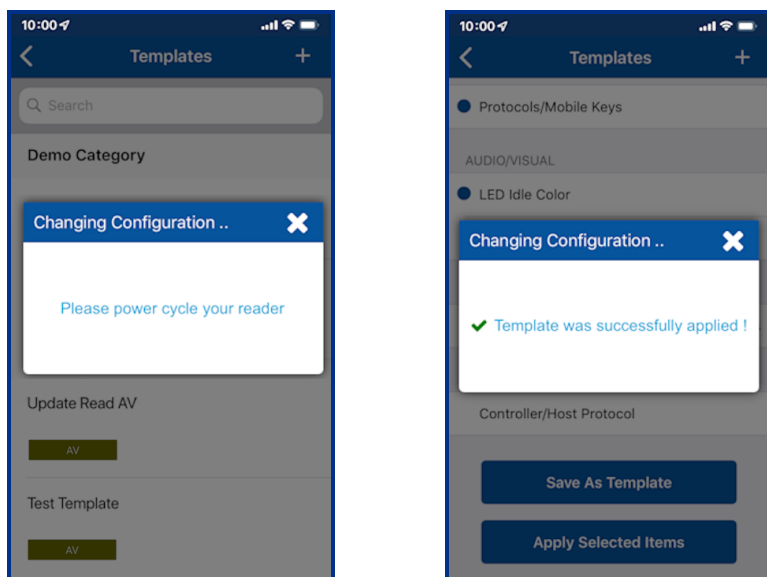 10:00
Templates
Search
Demo Category
Changing Configuration ..
Please power cycle your reader
Update Read AV
AV
Test Template
AV
10:00
Templates
Protocols/Mobile Keys
AUDIO/VISUAL
LED Idle Color
Changing Configuration ..
Template was successfully applied !
Controller/Host Protocol
Save As Template
Apply Selected Items